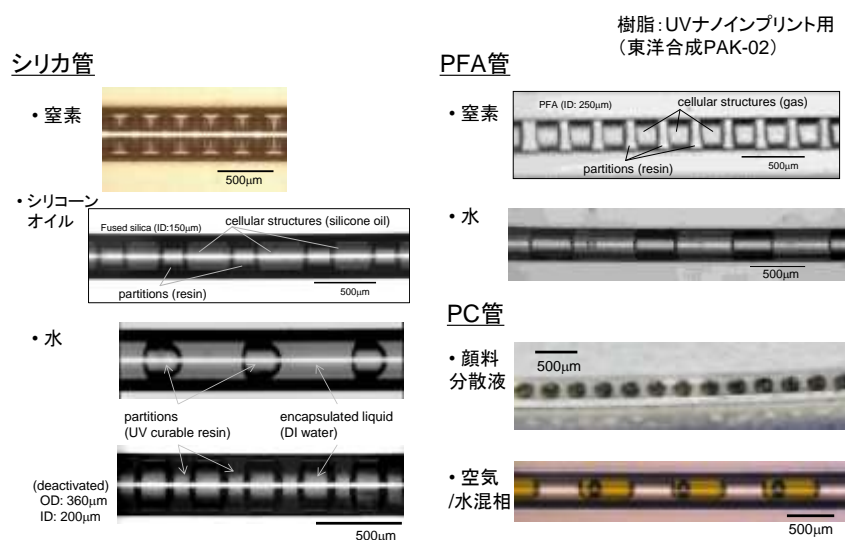 樹脂:UVナノインプリント用
(東洋合成PAK-02)
シリカ管
・窒素
500μm
・シリコーン
オイル
Fused silica (ID:150μm)
cellular structures (silicone oil)
partitions (resin)
500μm
・水
partitions
(UV curable resin)
encapsulated liquid
(DI water)
(deactivated)
OD: 360μm
ID: 200μm
500μm
PFA管
・窒素
PFA (ID: 250μm)
cellular structures (gas)
partitions (resin)
500μm
・水
500μm
PC管
・顔料
分散液
500μm
・空気
/水混相
500μm